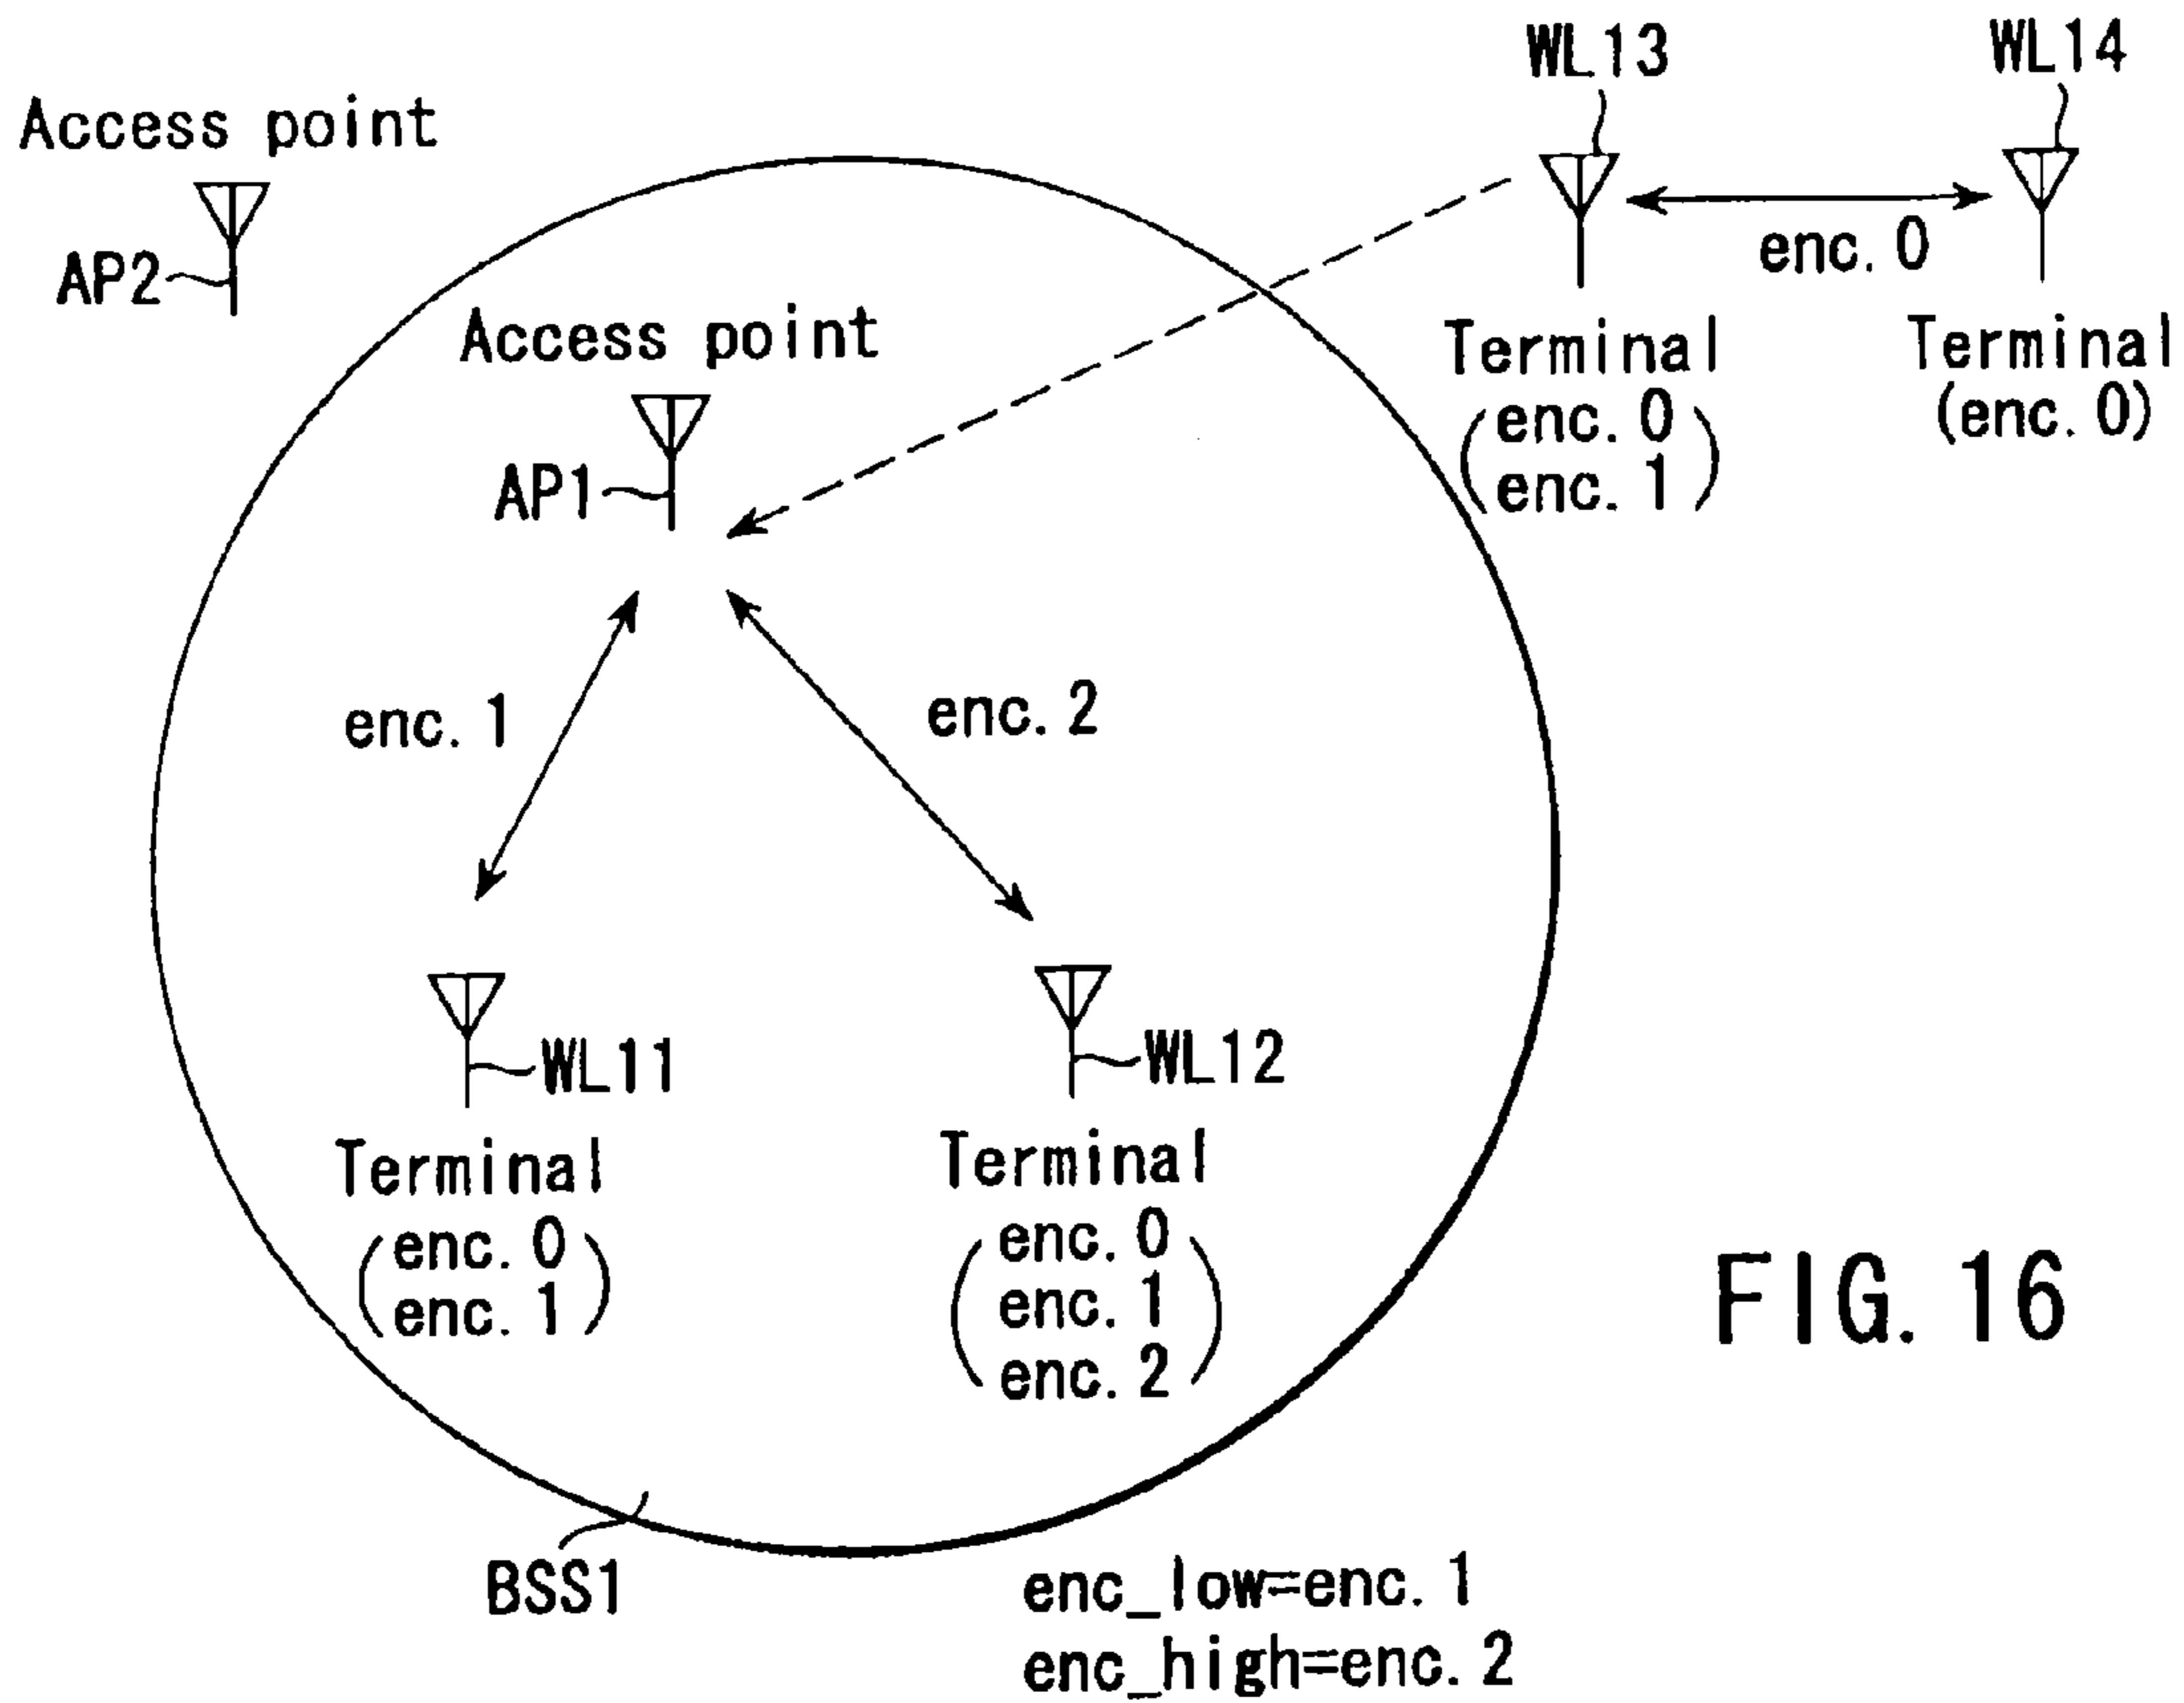 WL13
WL14
Access point
AP2
enc. 0
Access point
AP1
Terminal
enc. 0
enc. 1
Terminal
(enc. 0)
enc. 1
enc. 2
WL11
WL12
Terminal
enc. 0
enc. 1
Terminal
enc. 0
enc. 1
enc. 2
FIG. 16
BSS1
enc_low=enc. 1
enc_high=enc. 2